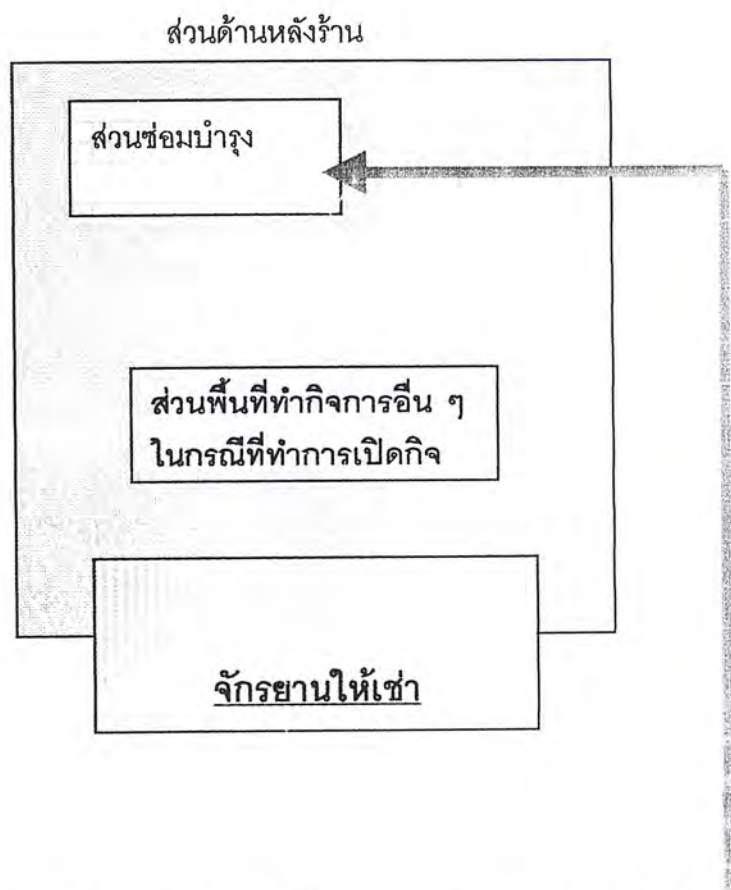 ส่วนด้านหลังร้าน
ส่วนซ่อมบำรุง
ส่วนพื้นที่ทำกิจการอื่น ๆ
ในกรณีที่ทำการเปิดกิจ
จักรยานให้เช่า